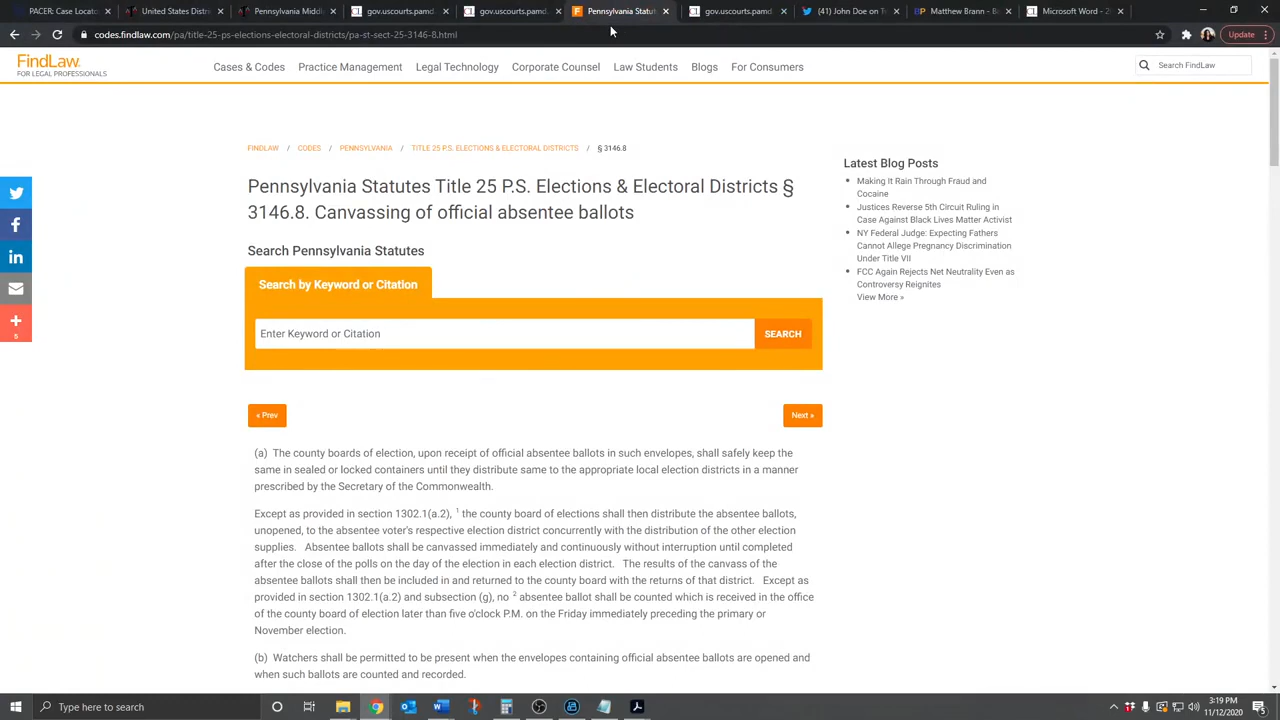 PACER: Case Loca
Pennsy
Microsoft Word - C
Microsoft Word - C
Pennsylvania Statu
Microsoft Word - C
(41) John Davis Jr.
Matthew Brann - B
Microsoft Word - 2
codes.findlaw.com/pa/title-25-ps-elections-electoral-districts/pa-st-sect-25-3146-8.html
Update
FindLaw
FOR LEGAL PROFESSIONALS
Cases & Codes Practice Management Legal Technology Corporate Counsel Law Students Blogs For Consumers
Search FindLaw
FINDLAW / CODES / PENNSYLVANIA / TITLE 25 P.S. ELECTIONS & ELECTORAL DISTRICTS / § 3146.8
Pennsylvania Statutes Title 25 P.S. Elections & Electoral Districts §
3146.8. Canvassing of official absentee ballots
Search Pennsylvania Statutes
Search by Keyword or Citation
Enter Keyword or Citation
SEARCH
« Prev
Next »
(a) The county boards of election, upon receipt of official absentee ballots in such envelopes, shall safely keep the
same in sealed or locked containers until they distribute same to the appropriate local election districts in a manner
prescribed by the Secretary of the Commonwealth.
Except as provided in section 1302.1(a.2), 1 the county board of elections shall then distribute the absentee ballots,
unopened, to the absentee voter's respective election district concurrently with the distribution of the other election
supplies. Absentee ballots shall be canvassed immediately and continuously without interruption until completed
after the close of the polls on the day of the election in each election district. The results of the canvass of the
absentee ballots shall then be included in and returned to the county board with the returns of that district. Except as
provided in section 1302.1(a.2) and subsection (g), no 2 absentee ballot shall be counted which is received in the office
of the county board of election later than five o'clock P.M. on the Friday immediately preceding the primary or
November election.
(b) Watchers shall be permitted to be present when the envelopes containing official absentee ballots are opened and
when such ballots are counted and recorded.
Latest Blog Posts
Making It Rain Through Fraud and
Cocaine
Justices Reverse 5th Circuit Ruling in
Case Against Black Lives Matter Activist
NY Federal Judge: Expecting Fathers
Cannot Allege Pregnancy Discrimination
Under Title VII
FCC Again Rejects Net Neutrality Even as
Controversy Reignites
View More »
5
Type here to search
3:19 PM
11/12/2020
5